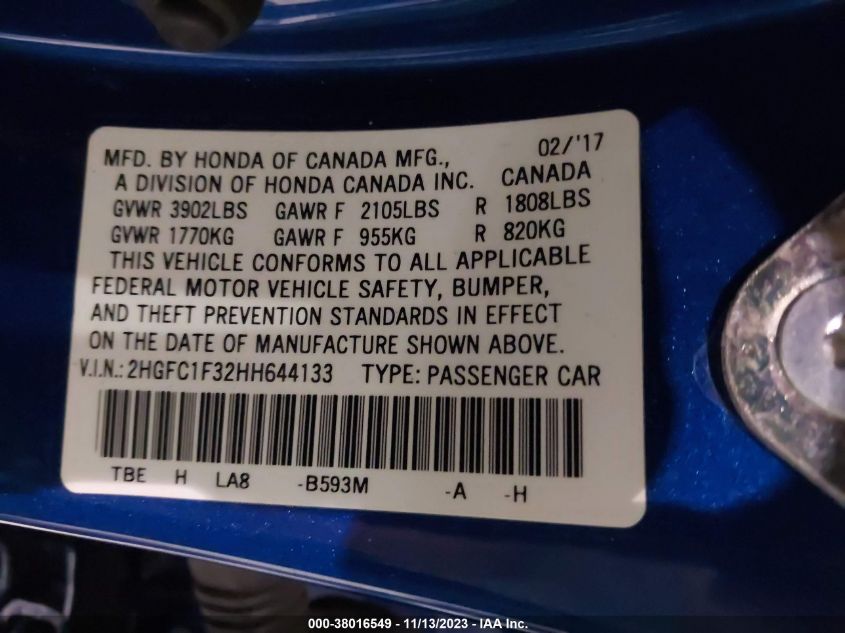 02/'17
MFD. BY HONDA OF CANADA MFG.,
A DIVISION OF HONDA CANADA INC. CANADA
GVWR 3902LBS GAWR F 2105LBS R 1808LBS
GVWR 1770KG GAWR F 955KG R 820KG
THIS VEHICLE CONFORMS TO ALL APPLICABLE
FEDERAL MOTOR VEHICLE SAFETY, BUMPER,
AND THEFT PREVENTION STANDARDS IN EFFECT
ON THE DATE OF MANUFACTURE SHOWN ABOVE.
V.I.N.: 2HGFC1F32HH644133 TYPE: PASSENGER CAR
TBE H LA8 -B593M -A -H
000-38016549 - 11/13/2023 - IAA Inc.